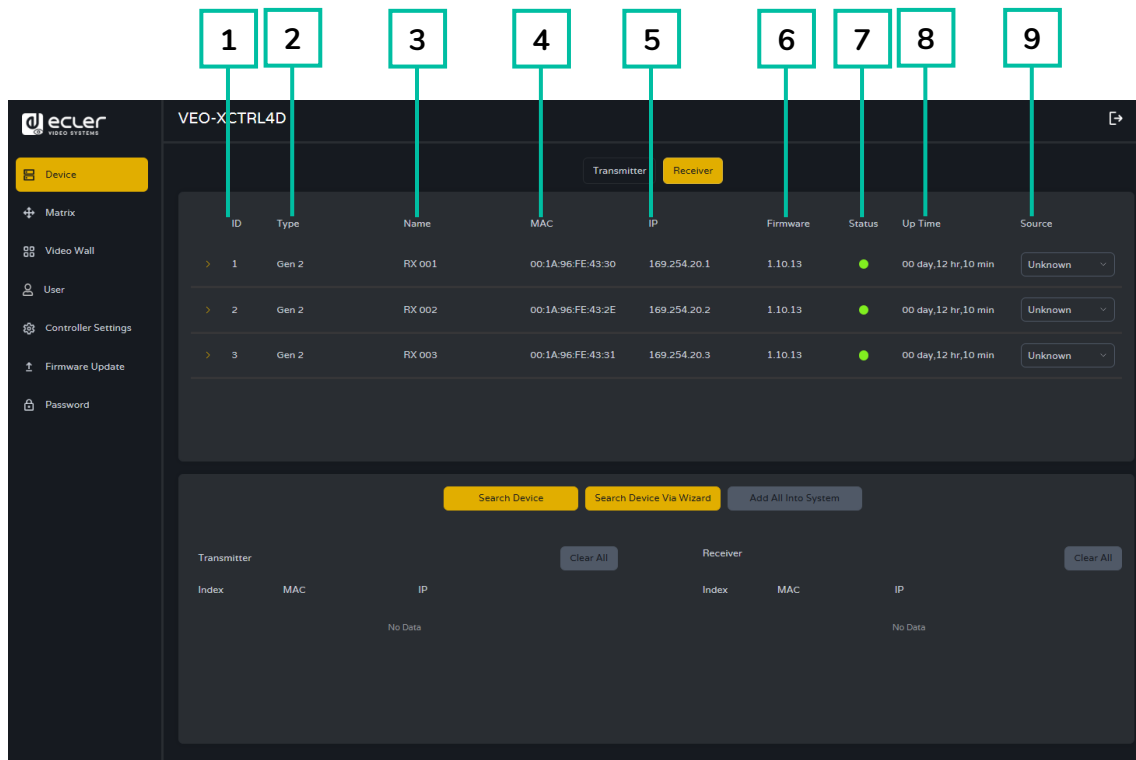 1 2 3 4 5 6 7 8 9
ecler
VIDEO SYSTEMS
VEO-XCTRL4D
Device
Transmitter Receiver
Matrix
Video Wall
User
Controller Settings
Firmware Update
Password
ID Type Name MAC IP Firmware Status Up Time Source
1 Gen 2 RX 001 00:1A:96:FE:43:30 169.254.20.1 1.10.13 00 day,12 hr,10 min Unknown
2 Gen 2 RX 002 00:1A:96:FE:43:2E 169.254.20.2 1.10.13 00 day,12 hr,10 min Unknown
3 Gen 2 RX 003 00:1A:96:FE:43:31 169.254.20.3 1.10.13 00 day,12 hr,10 min Unknown
Search Device Search Device Via Wizard Add All Into System
Transmitter Clear All
Index MAC IP
No Data
Receiver Clear All
Index MAC IP
No Data